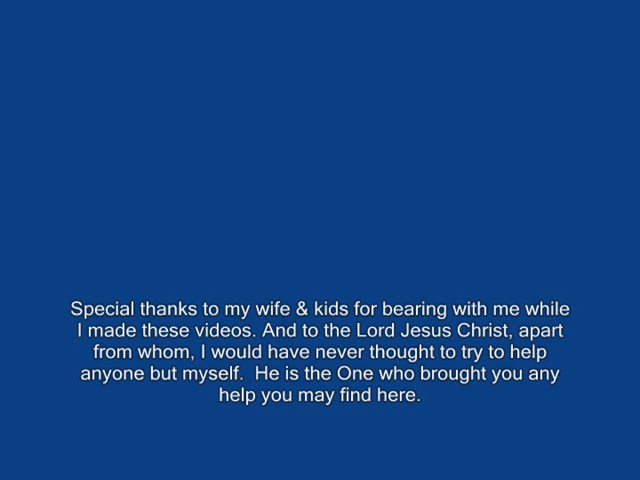 Special thanks to my wife & kids for bearing with me while
I made these videos. And to the Lord Jesus Christ, apart
from whom, I would have never thought to try to help
anyone but myself.  He is the One who brought you any
help you may find here.